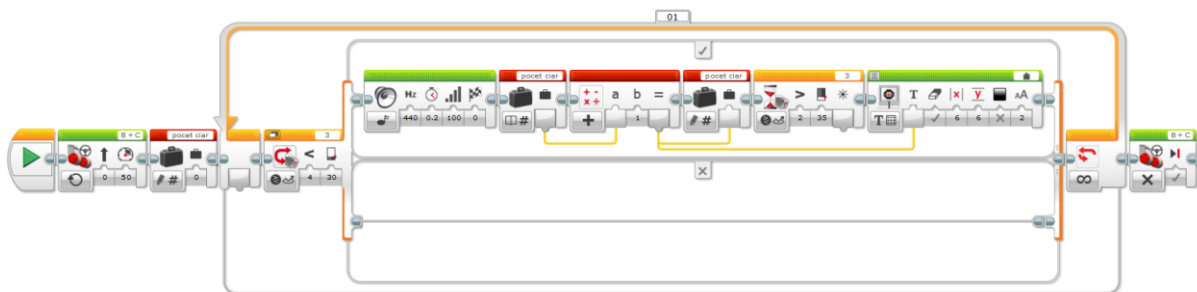 01
✓
pocet ciar
pocet ciar
3
Hz
a b =
> 
T x y AA
440 0.2 100 0
#
1
#
2 35
T
6 6
2
B + C
pocet ciar
3
B + C
<
0 50
#
0
4 30
∞